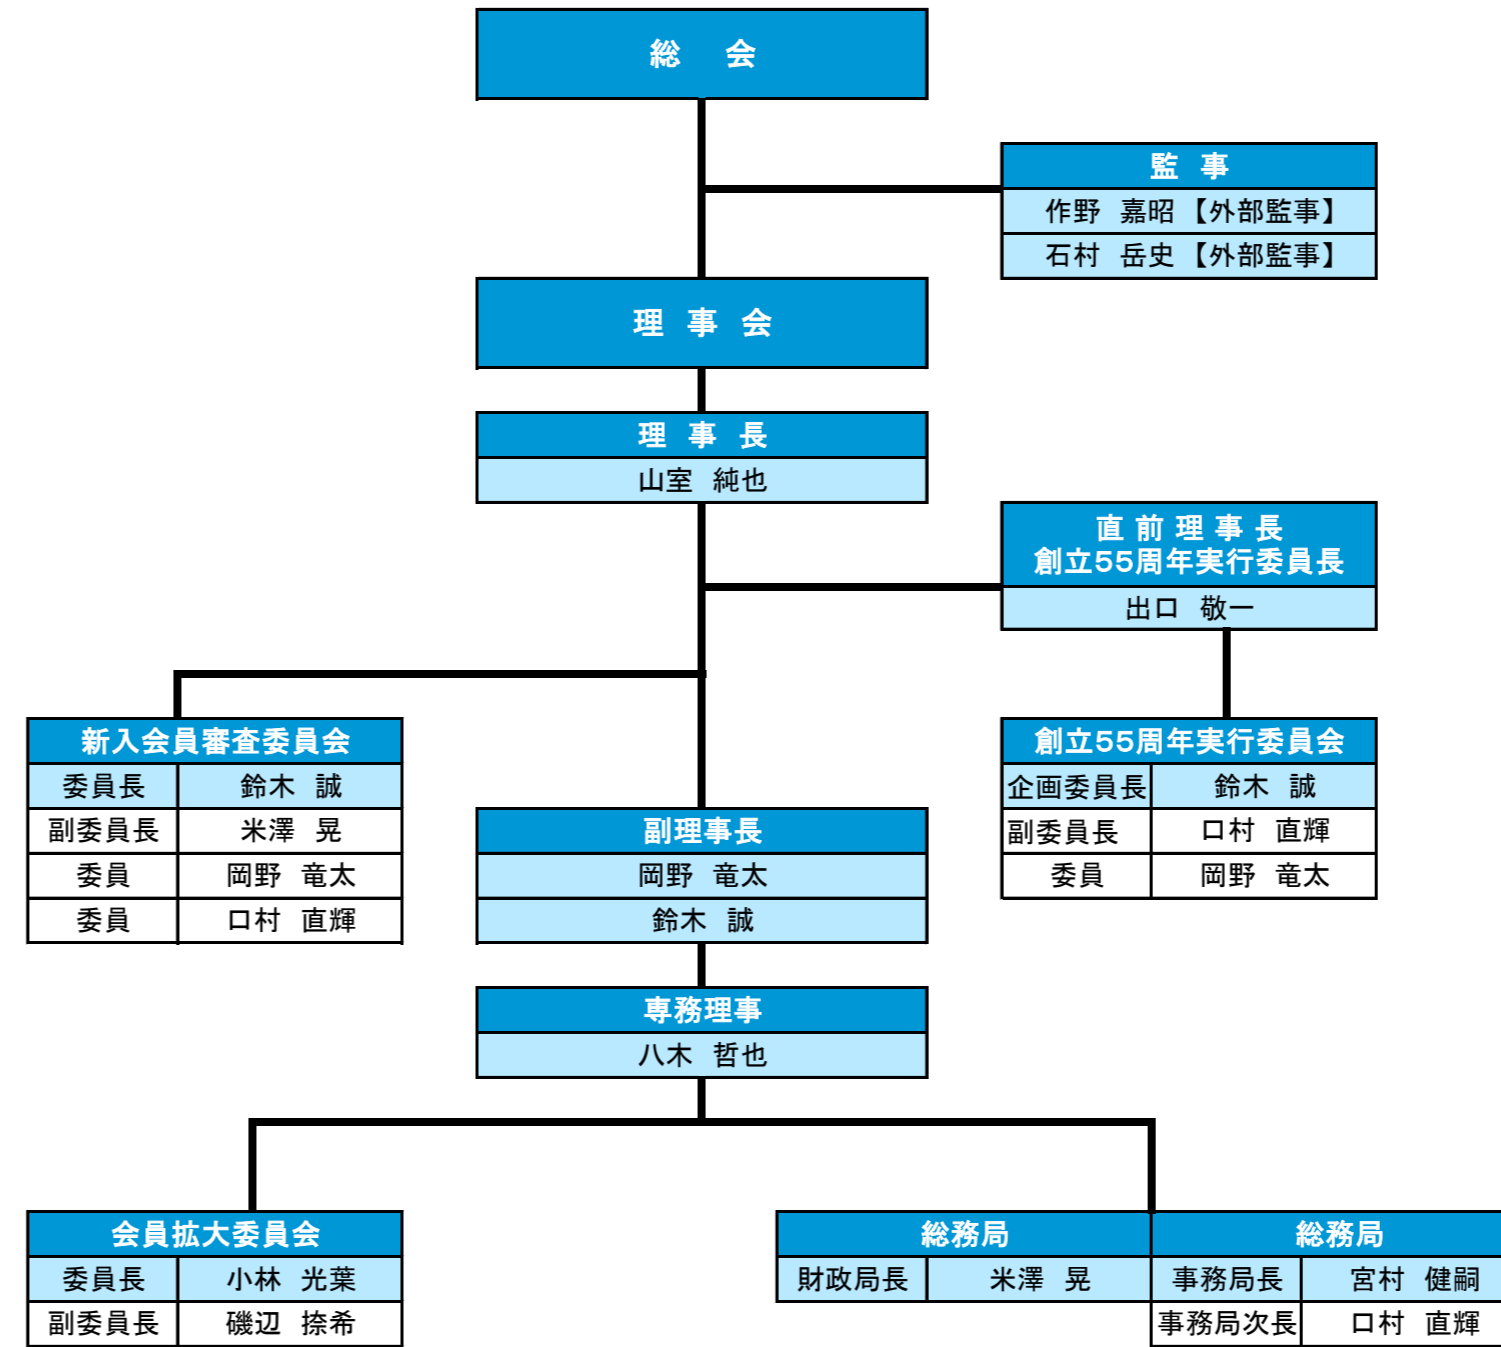 総　会
監　事
作野　嘉昭【外部監事】
石村　岳史【外部監事】
理 事 会
理 事 長
山室　純也
直 前 理 事 長
創立55周年実行委員長
出口　敬一
新入会員審査委員会
委員長 鈴木　誠
副委員長 米澤　晃
委員 岡野　竜太
委員 口村　直輝
創立55周年実行委員会
企画委員長 鈴木　誠
副委員長 口村　直輝
委員 岡野　竜太
副理事長
岡野　竜太
鈴木　誠
専務理事
八木　哲也
会員拡大委員会
委員長 小林　光葉
副委員長 磯辺　捺希
総務局 総務局
財政局長 米澤　晃 事務局長 宮村　健嗣
事務局次長 口村　直輝